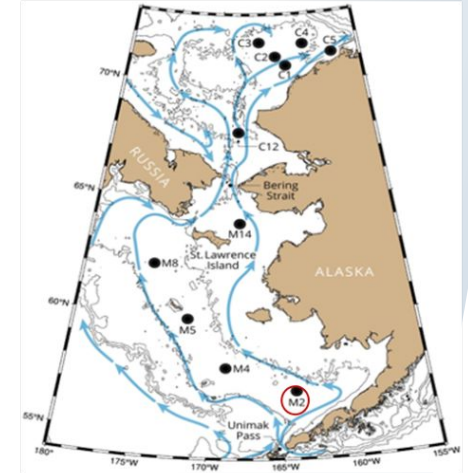 C4
C3
C5
C2
C1
70°N
C12
RUSSIA
Bering
Strait
65°N
M14
St. Lawrence
Island
M8
ALASKA
60°N
M5
M4
M2
Unimak
Pass
55°N
180°
175°W
170°W
165°W
160°W
155°W